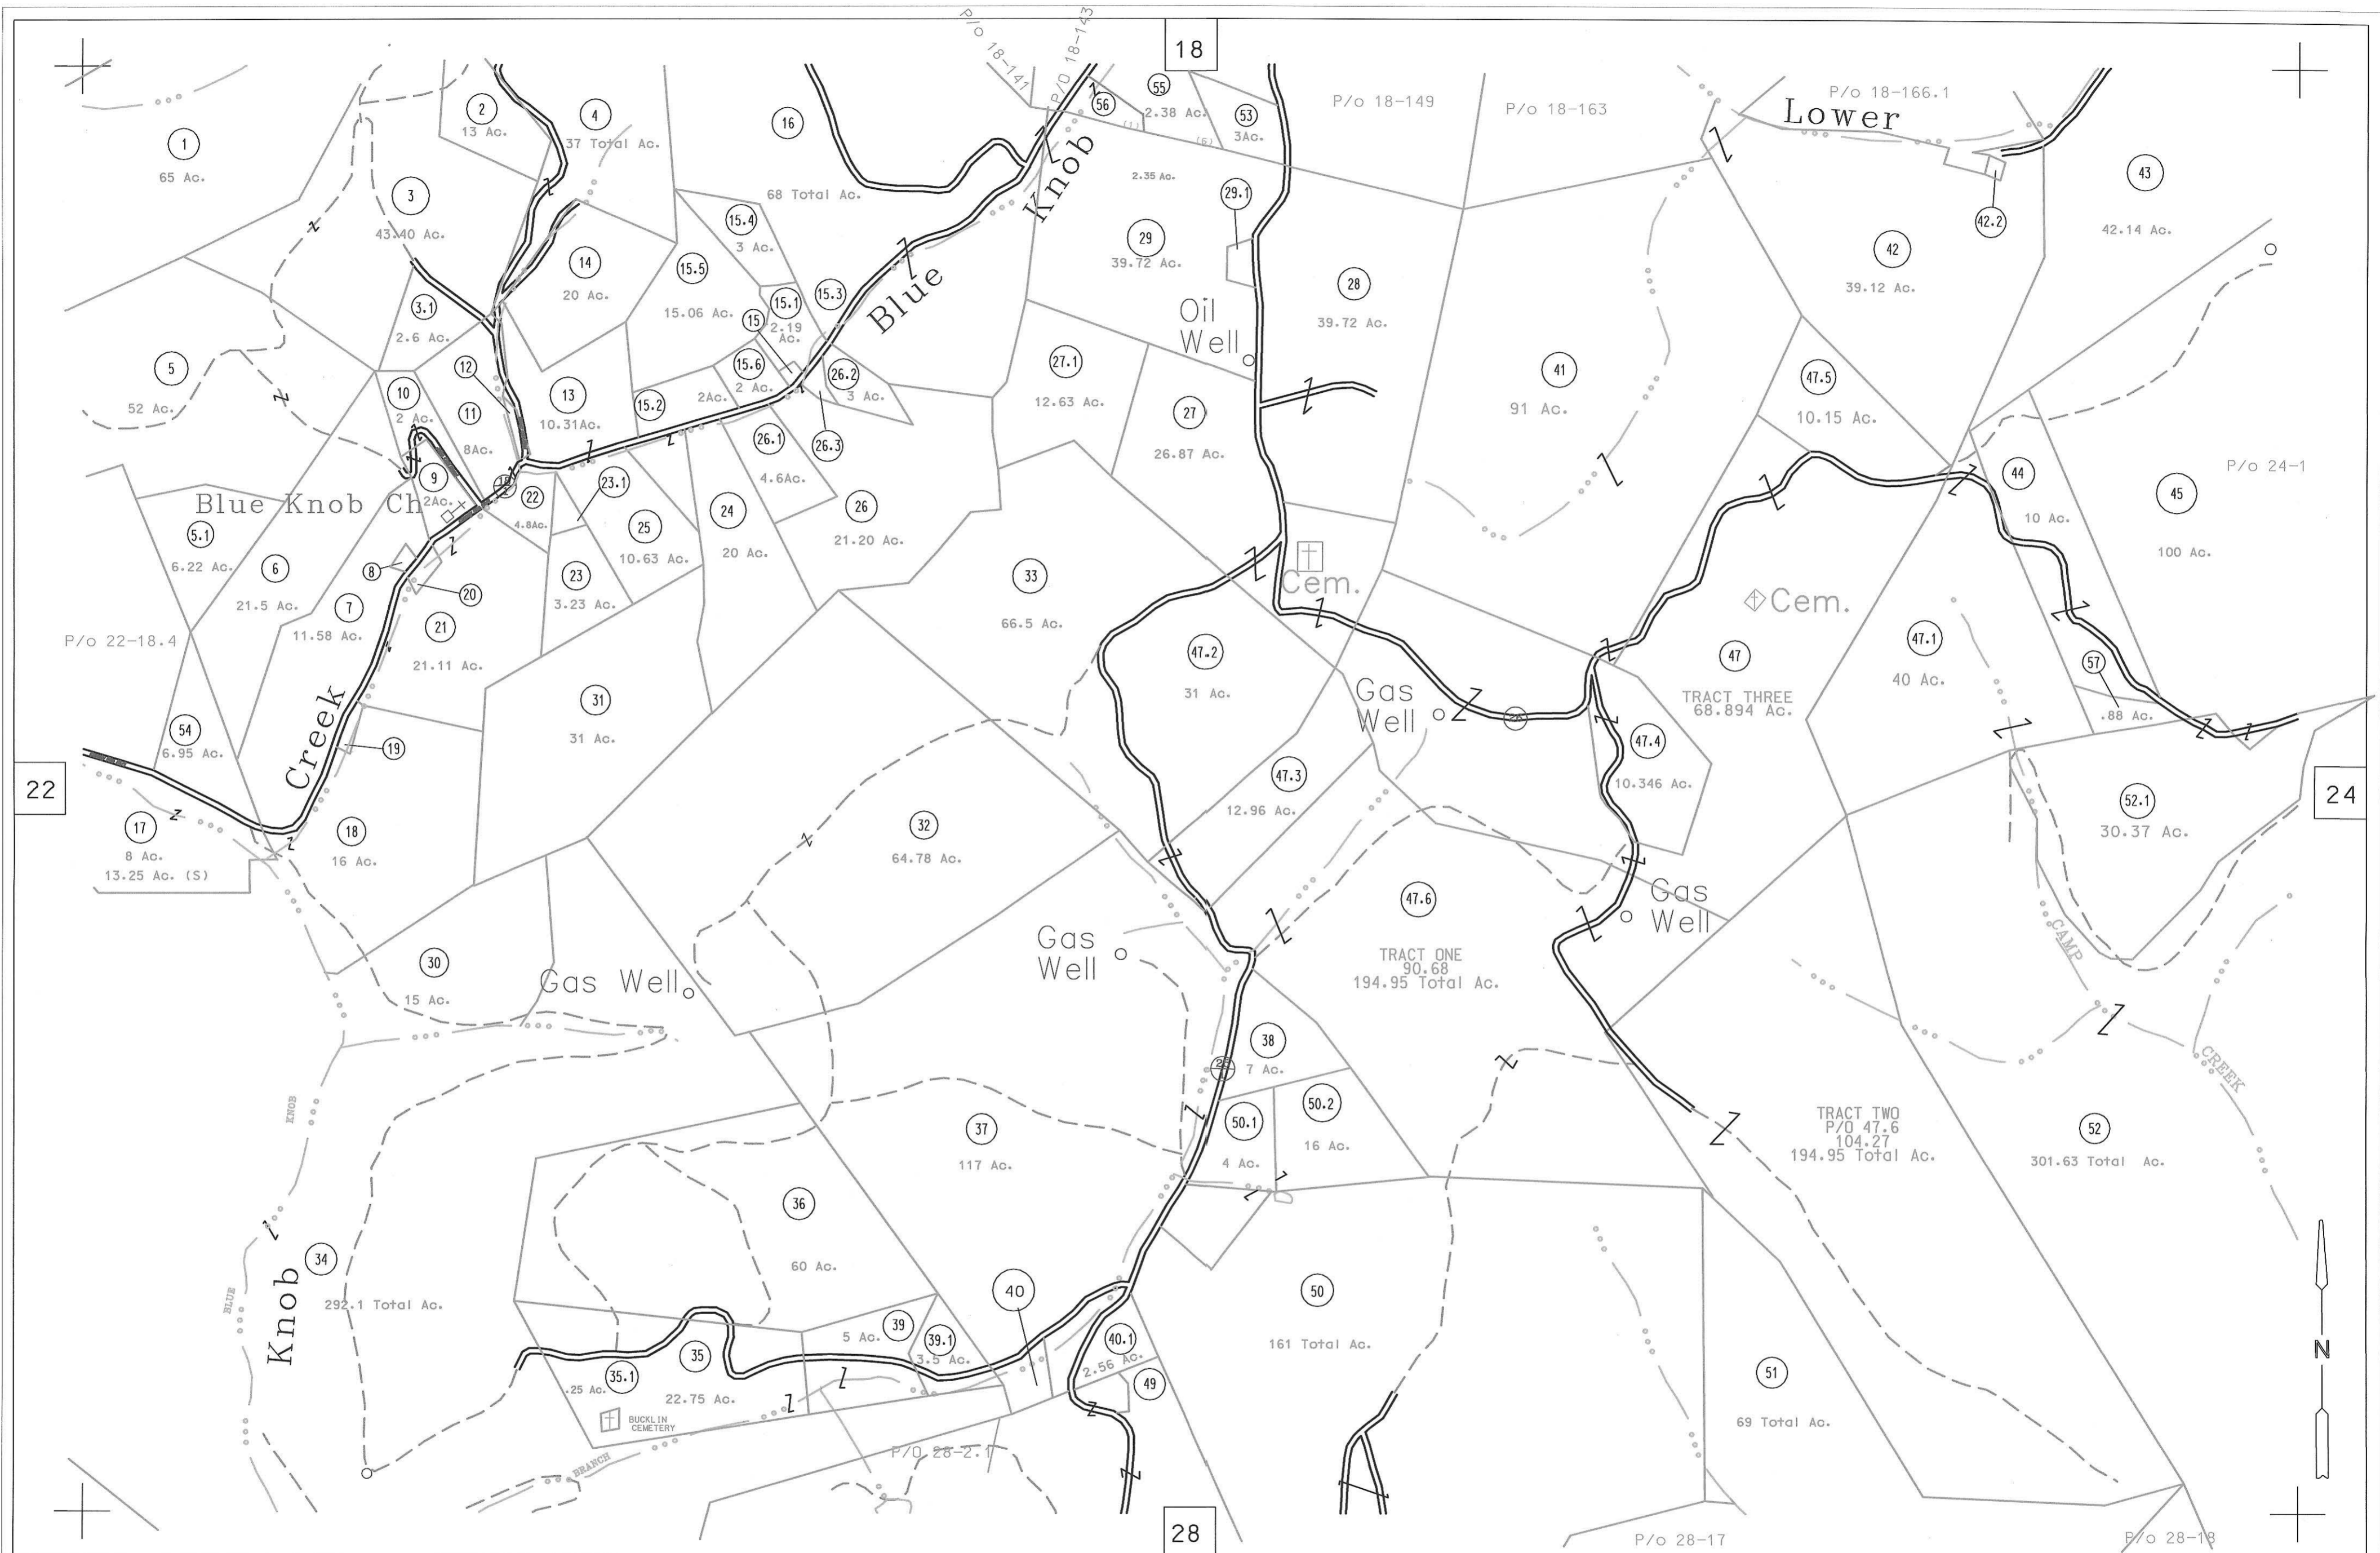 18
P/o 18-141
P/O 18-143
55
2.38 Ac.
56
(1)
(6)
53
3Ac.
P/o 18-149
P/o 18-163
P/o 18-166.1
Lower
1
65 Ac.
2
13 Ac.
4
37 Total Ac.
16
68 Total Ac.
3
43.40 Ac.
Blue Knob
2.35 Ac.
29
39.72 Ac.
29.1
28
39.72 Ac.
42
39.12 Ac.
42.2
43
42.14 Ac.
15.4
3 Ac.
14
20 Ac.
15.5
15.06 Ac.
15.1
2.19
Ac.
15.3
15
3.1
2.6 Ac.
Oil
Well
5
52 Ac.
12
10
2 Ac.
11
8Ac.
13
10.31Ac.
15.2
2Ac.
15.6
2 Ac.
26.2
3 Ac.
26.3
27.1
12.63 Ac.
27
26.87 Ac.
41
91 Ac.
47.5
10.15 Ac.
26.1
4.6Ac.
9
2Ac.
Blue Knob Ch
22
4.8Ac.
23.1
25
10.63 Ac.
24
20 Ac.
26
21.20 Ac.
44
10 Ac.
45
100 Ac.
P/o 24-1
5.1
6.22 Ac.
6
21.5 Ac.
8
20
7
11.58 Ac.
21
21.11 Ac.
23
3.23 Ac.
33
66.5 Ac.
Cem.
Cem.
P/o 22-18.4
47.2
31 Ac.
47
TRACT THREE
68.894 Ac.
47.1
40 Ac.
57
.88 Ac.
31
31 Ac.
Gas
Well
26
54
6.95 Ac.
Creek
19
47.4
10.346 Ac.
22
24
47.3
12.96 Ac.
52.1
30.37 Ac.
17
8 Ac.
13.25 Ac. (S)
18
16 Ac.
32
64.78 Ac.
47.6
TRACT ONE
90.68
194.95 Total Ac.
Gas
Well
Gas
Well
CAMP
CREEK
30
15 Ac.
Gas Well
38
7 Ac.
50.1
4 Ac.
50.2
16 Ac.
KNOB
37
117 Ac.
TRACT TWO
P/O 47.6
104.27
194.95 Total Ac.
52
301.63 Total Ac.
36
60 Ac.
34
292.1 Total Ac.
BLUE
Knob
50
161 Total Ac.
40
39
5 Ac.
39.1
3.5 Ac.
40.1
2.56 Ac.
49
35
22.75 Ac.
35.1
.25 Ac.
BUCKLIN
CEMETERY
BRANCH
P/O 28-2.1
51
69 Total Ac.
N
28
P/o 28-17
P/o 28-18